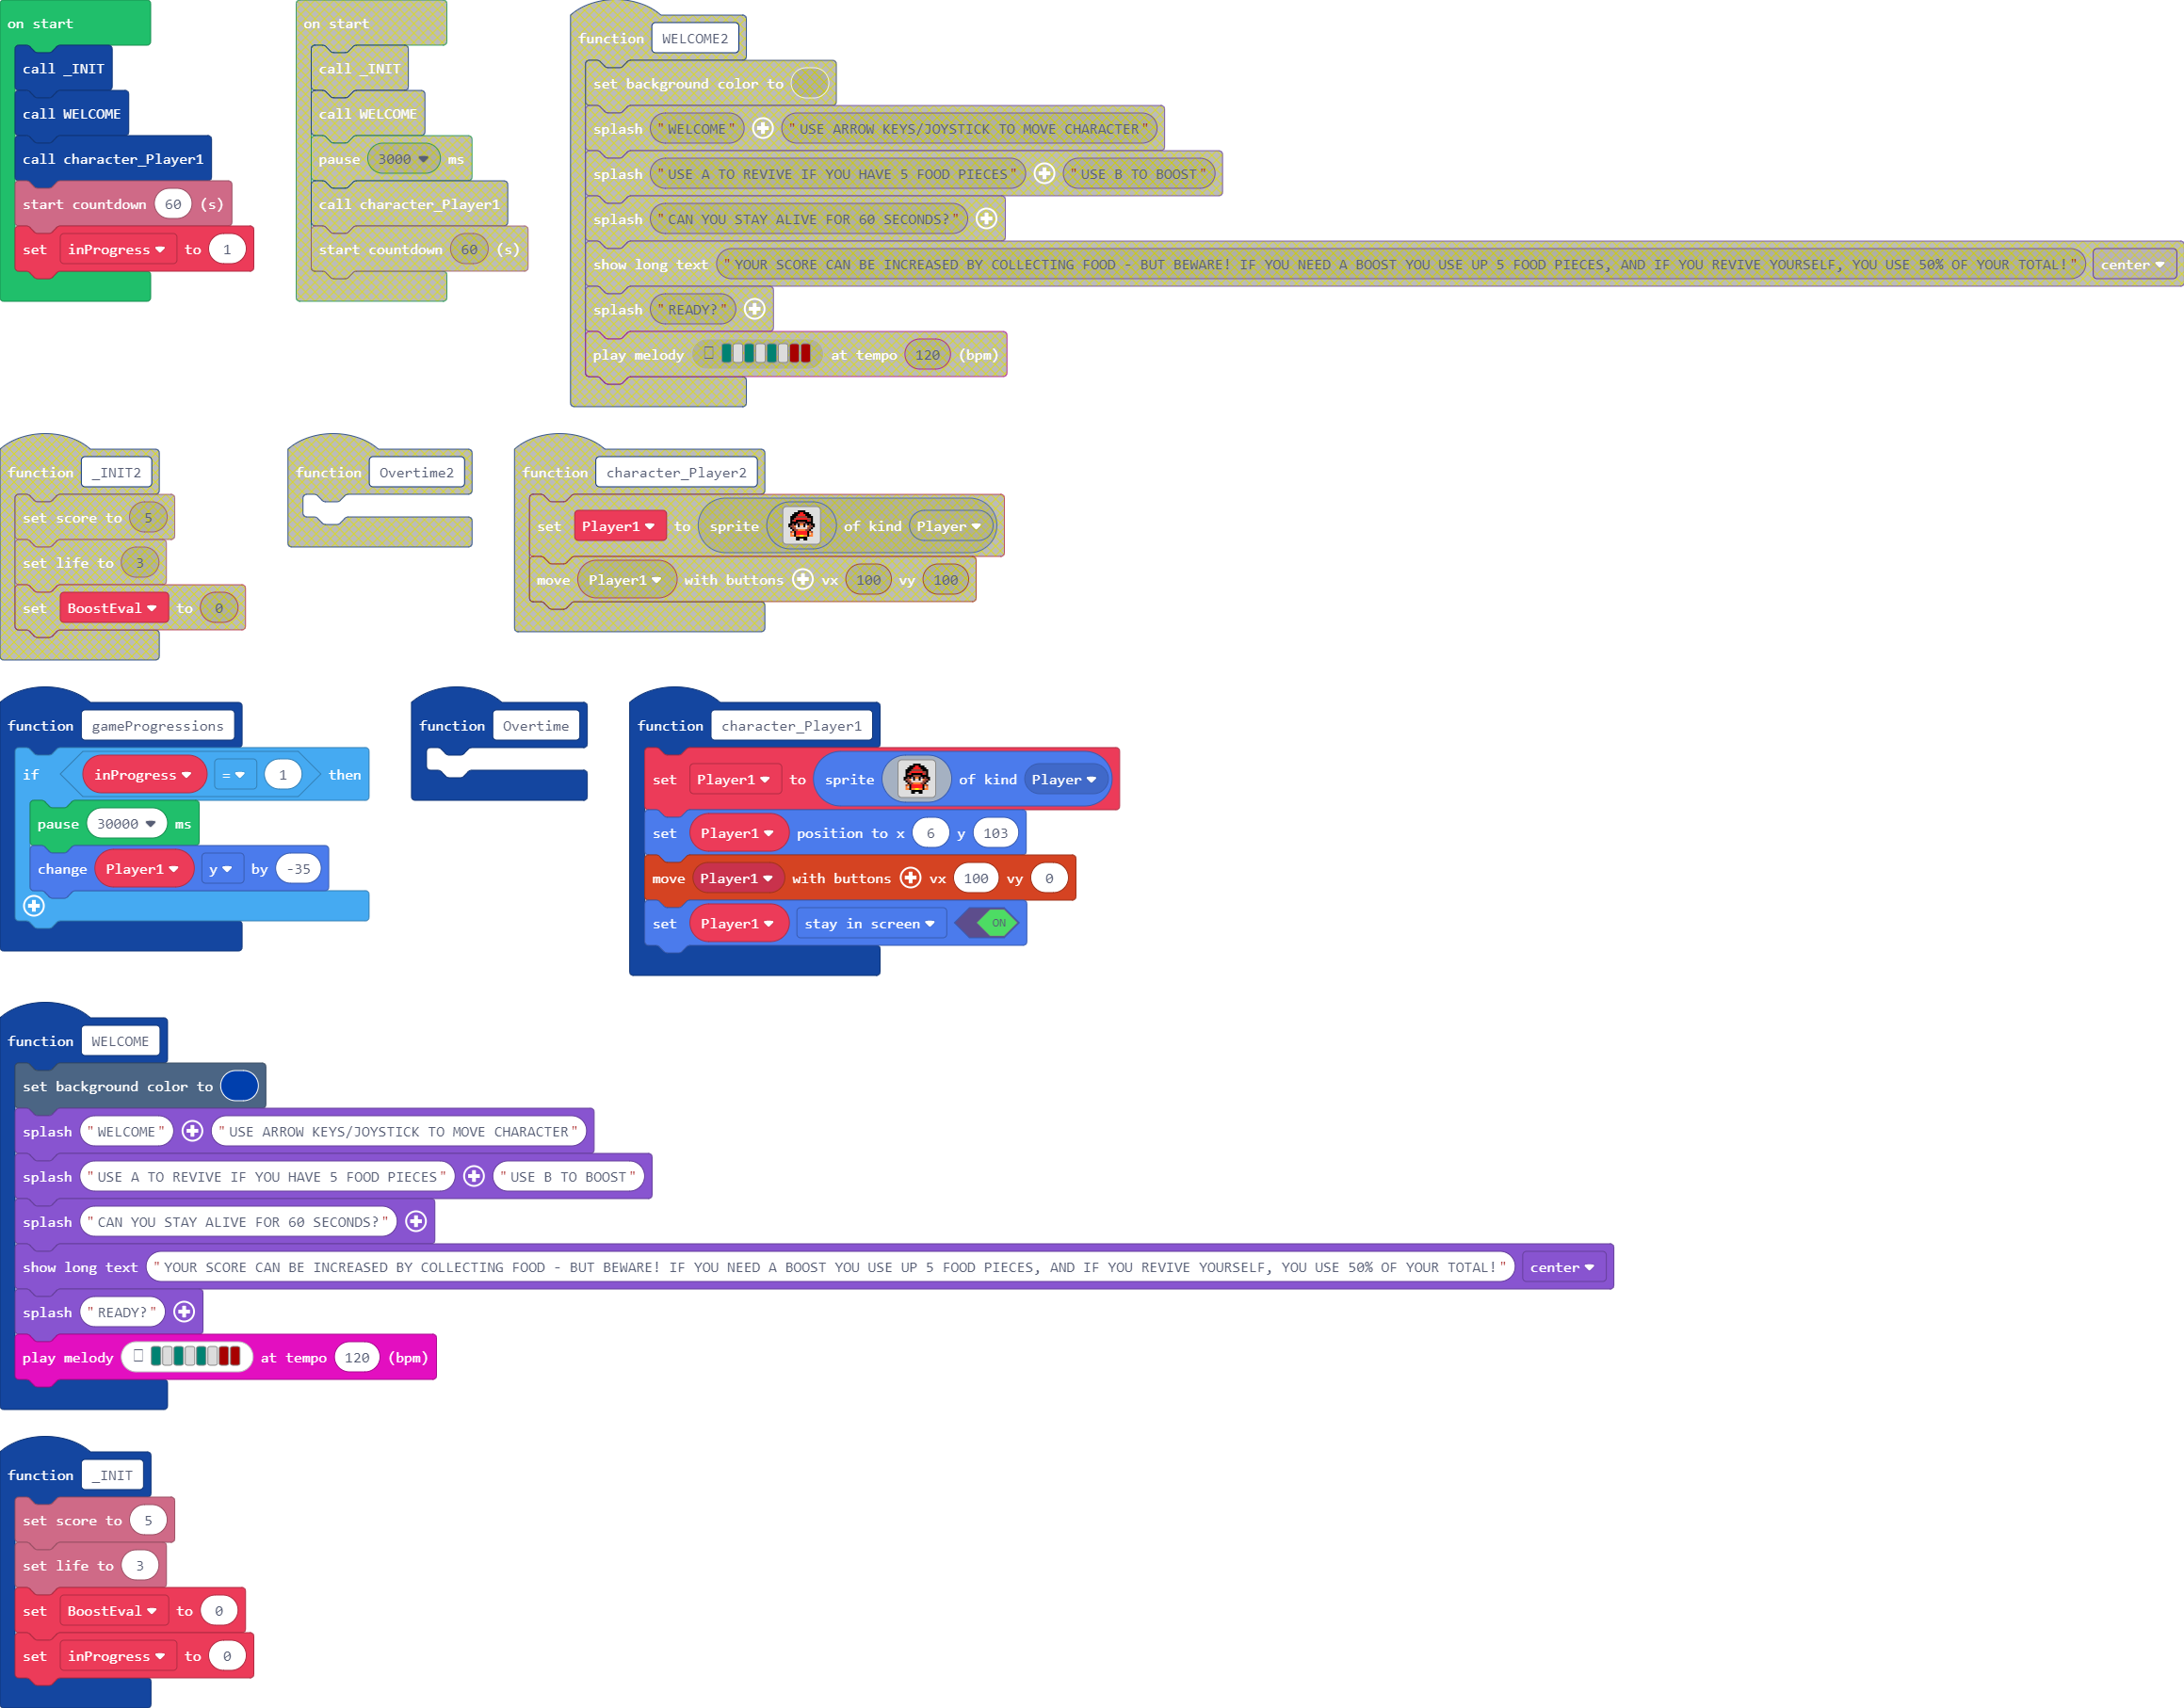 on start
call _INIT
call WELCOME
call character_Player1
start countdown 60 (s)
set inProgress to 1
on start
call _INIT
call WELCOME
pause 3000 ms
call character_Player1
start countdown 60 (s)
function WELCOME2
set background color to
splash "WELCOME" "USE ARROW KEYS/JOYSTICK TO MOVE CHARACTER"
splash "USE A TO REVIVE IF YOU HAVE 5 FOOD PIECES" "USE B TO BOOST"
splash "CAN YOU STAY ALIVE FOR 60 SECONDS?"
show long text "YOUR SCORE CAN BE INCREASED BY COLLECTING FOOD - BUT BEWARE! IF YOU NEED A BOOST YOU USE UP 5 FOOD PIECES, AND IF YOU REVIVE YOURSELF, YOU USE 50% OF YOUR TOTAL!" center
splash "READY?"
play melody at tempo 120 (bpm)
function _INIT2
set score to 5
set life to 3
set BoostEval to 0
function Overtime2
function character_Player2
set Player1 to sprite of kind Player
move Player1 with buttons vx 100 vy 100
function gameProgressions
if inProgress = 1 then
pause 30000 ms
change Player1 y by -35
function Overtime
function character_Player1
set Player1 to sprite of kind Player
set Player1 position to x 6 y 103
move Player1 with buttons vx 100 vy 0
set Player1 stay in screen ON
function WELCOME
set background color to
splash "WELCOME" "USE ARROW KEYS/JOYSTICK TO MOVE CHARACTER"
splash "USE A TO REVIVE IF YOU HAVE 5 FOOD PIECES" "USE B TO BOOST"
splash "CAN YOU STAY ALIVE FOR 60 SECONDS?"
show long text "YOUR SCORE CAN BE INCREASED BY COLLECTING FOOD - BUT BEWARE! IF YOU NEED A BOOST YOU USE UP 5 FOOD PIECES, AND IF YOU REVIVE YOURSELF, YOU USE 50% OF YOUR TOTAL!" center
splash "READY?"
play melody at tempo 120 (bpm)
function _INIT
set score to 5
set life to 3
set BoostEval to 0
set inProgress to 0